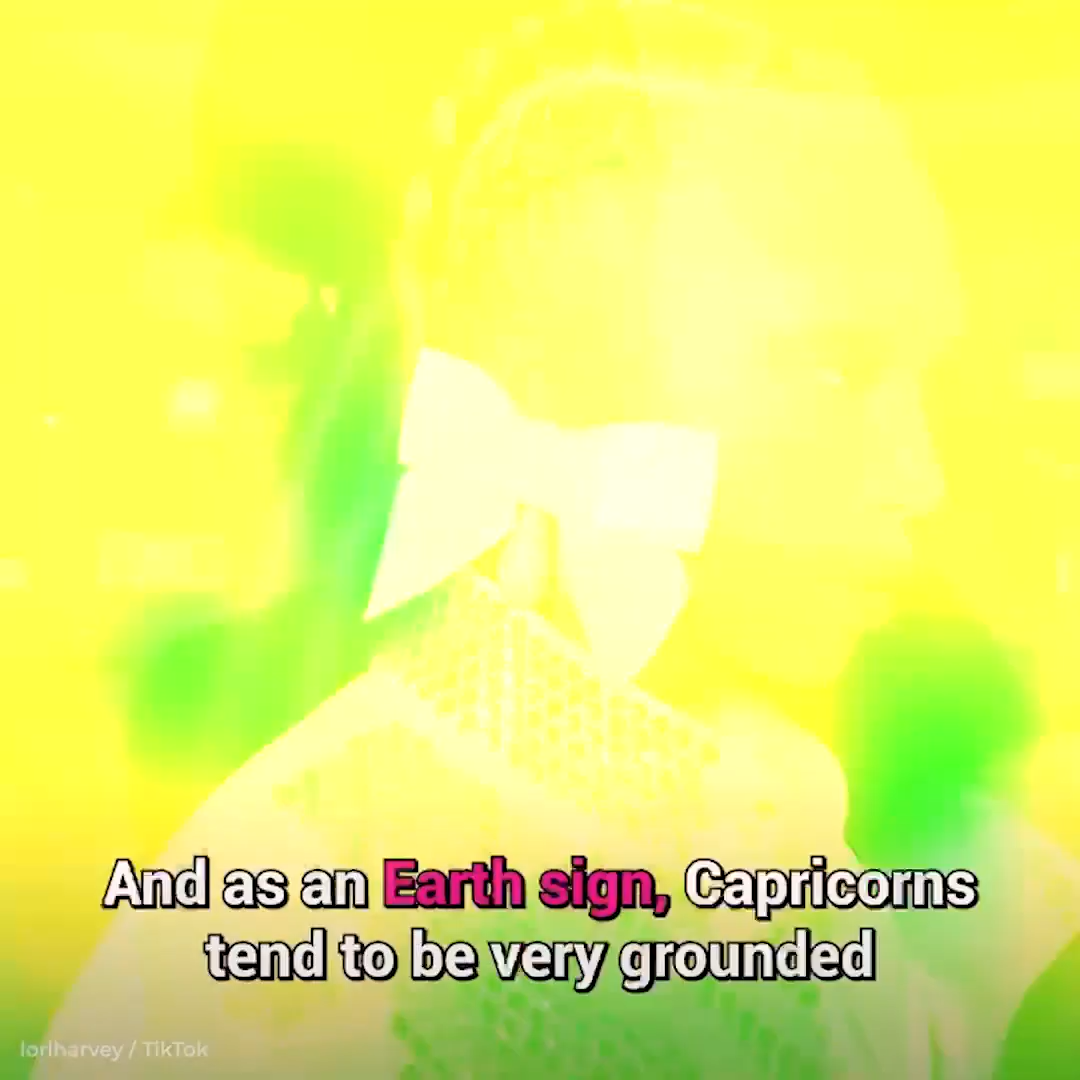 And as an Earth sign, Capricorns
tend to be very grounded
lorlharvey / TikTok